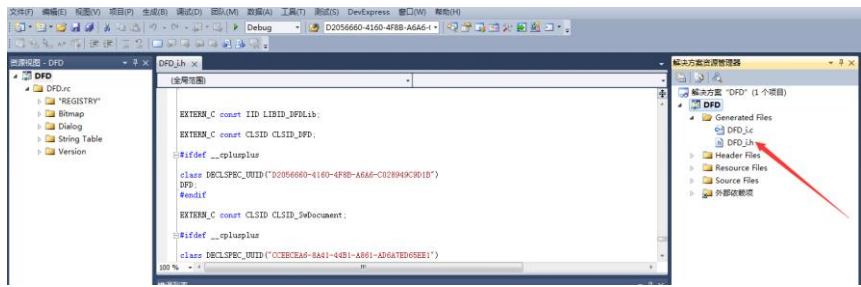 文件(F) 编辑(E) 视图(V) 项目(P) 生成(B) 调试(D) 团队(M) 数据(A) 工具(T) 测试(S) DevExpress 窗口(W) 帮助(H)
Debug D2056660-4160-4F8B-A6A6-(
资源视图 - DFD
DFD
DFD.rc
"REGISTRY"
Bitmap
Dialog
String Table
Version
DFD_i.h
(全局范围)
EXTERN_C const IID LIBID_DFDLib;
EXTERN_C const CLSID CLSID_DFD;
#ifdef __cplusplus
class DECLSPEC_UUID("D2056660-4160-4F8B-A6A6-C028949C9D1B")
DFD;
#endif
EXTERN_C const CLSID CLSID_SwDocument;
#ifdef __cplusplus
class DECLSPEC_UUID("CCEECEA6-8A41-44B1-A861-AD6A7ED65EE1")
100 %
解决方案资源管理器
解决方案 "DFD" (1 个项目)
DFD
Generated Files
DFD_i.c
DFD_i.h
Header Files
Resource Files
Source Files
外部依赖项